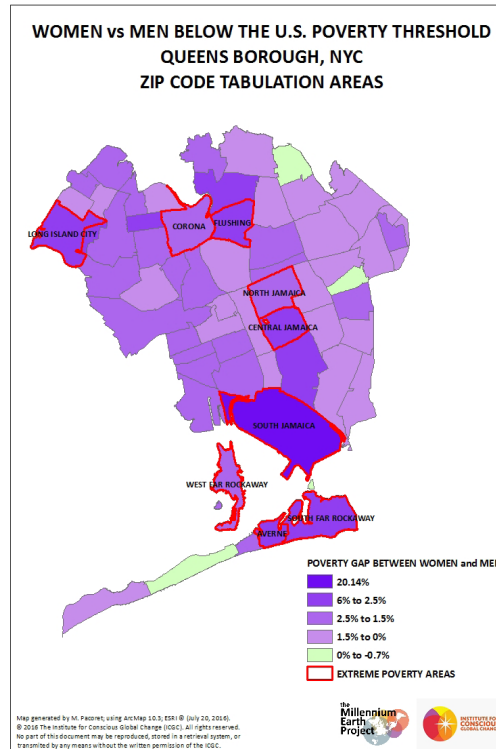 WOMEN vs MEN BELOW THE U.S. POVERTY THRESHOLD
QUEENS BOROUGH, NYC
ZIP CODE TABULATION AREAS
LONG ISLAND CITY
CORONA
FLUSHING
NORTH JAMAICA
CENTRAL JAMAICA
SOUTH JAMAICA
WEST FAR ROCKAWAY
SOUTH FAR ROCKAWAY
AVERNE
POVERTY GAP BETWEEN WOMEN and MEN
20.14%
6% to 2.5%
2.5% to 1.5%
1.5% to 0%
0% to -0.7%
EXTREME POVERTY AREAS
Map generated by M. Pacoret; using ArcMap 10.3; ESRI ® (July 20, 2016).
® 2016 The Institute for Conscious Global Change (ICGC). All rights reserved.
No part of this document may be reproduced, stored in a retrieval system, or
transmitted by any means without the written permission of the ICGC.
the
Millennium
Earth
Project
INSTITUTE FOR
CONSCIOUS
GLOBAL CHANGE